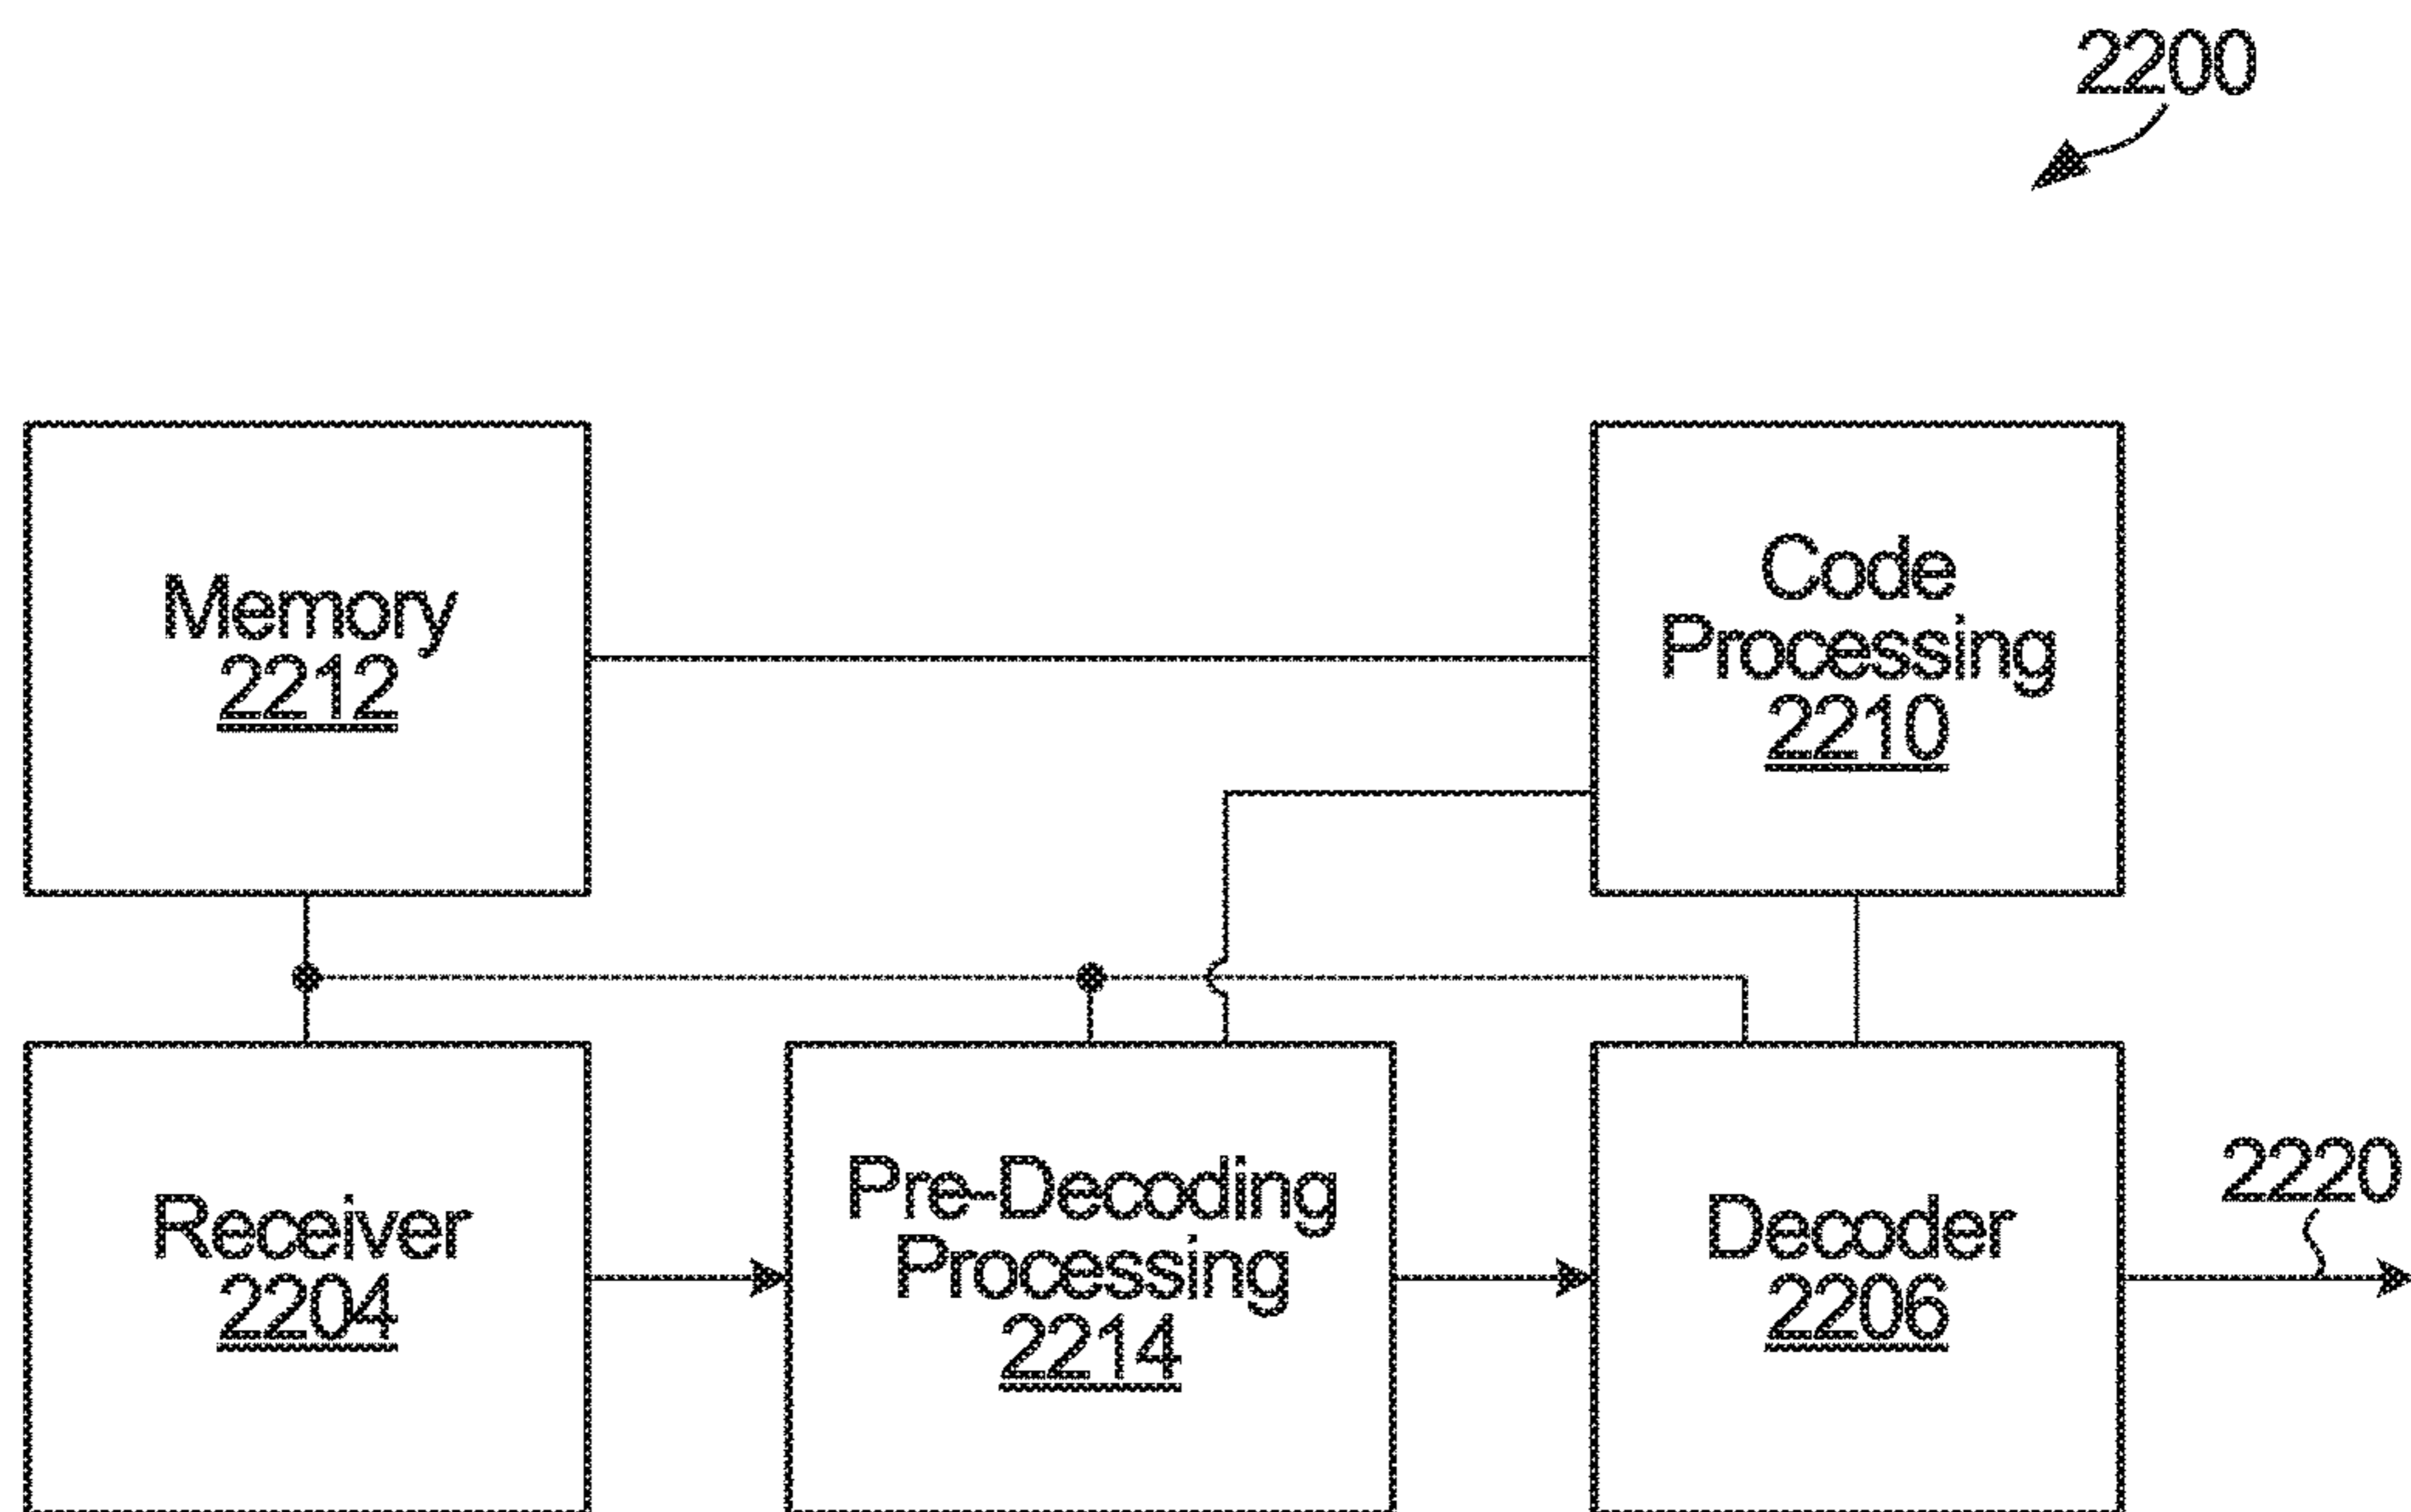 2200
Memory
2212
Code
Processing
2210
Receiver
2204
Pre-Decoding
Processing
2214
Decoder
2206
2220